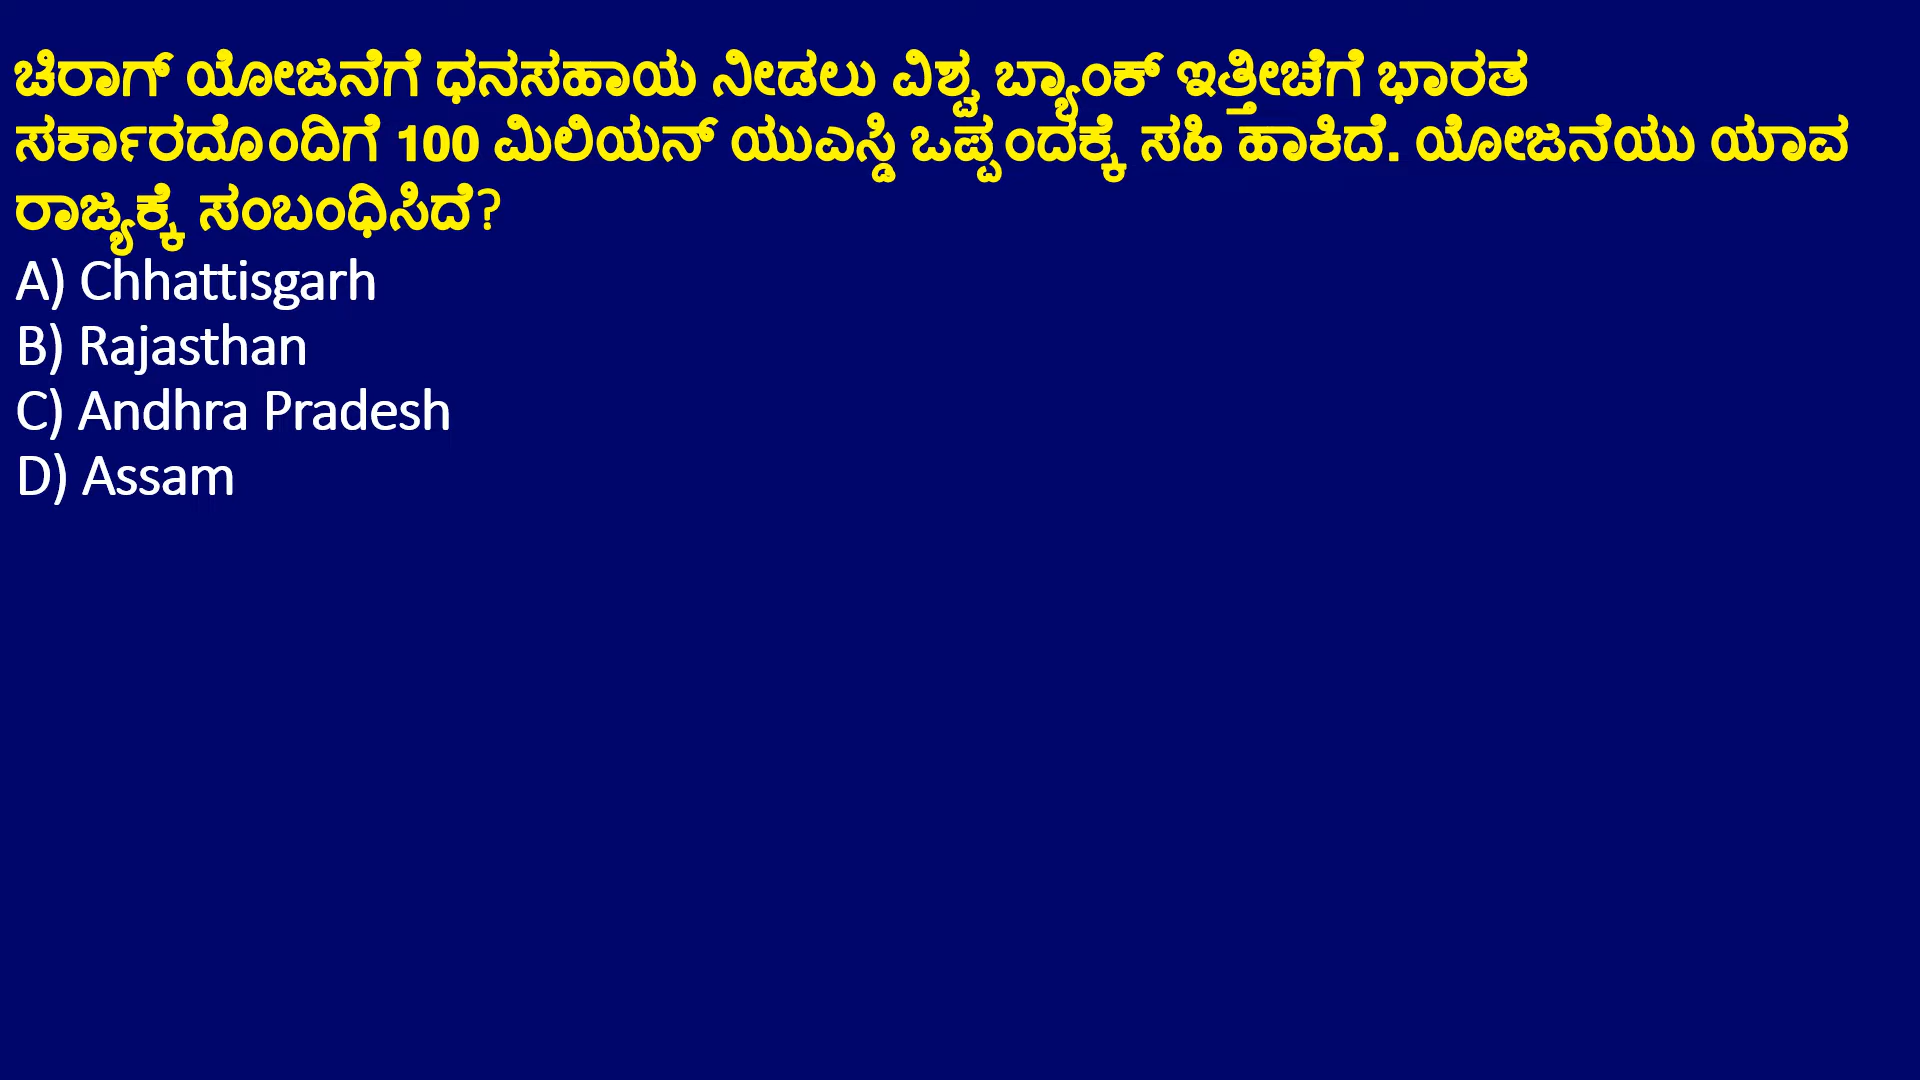 ಚಿರಾಗ್ ಯೋಜನೆಗೆ ಧನಸಹಾಯ ನೀಡಲು ವಿಶ್ವ ಬ್ಯಾಂಕ್ ಇತ್ತೀಚೆಗೆ ಭಾರತ
ಸರ್ಕಾರದೊಂದಿಗೆ 100 ಮಿಲಿಯನ್ ಯುಎಸ್ಡಿ ಒಪ್ಪಂದಕ್ಕೆ ಸಹಿ ಹಾಕಿದೆ. ಯೋಜನೆಯು ಯಾವ
ರಾಜ್ಯಕ್ಕೆ ಸಂಬಂಧಿಸಿದೆ?
A) Chhattisgarh
B) Rajasthan
C) Andhra Pradesh
D) Assam